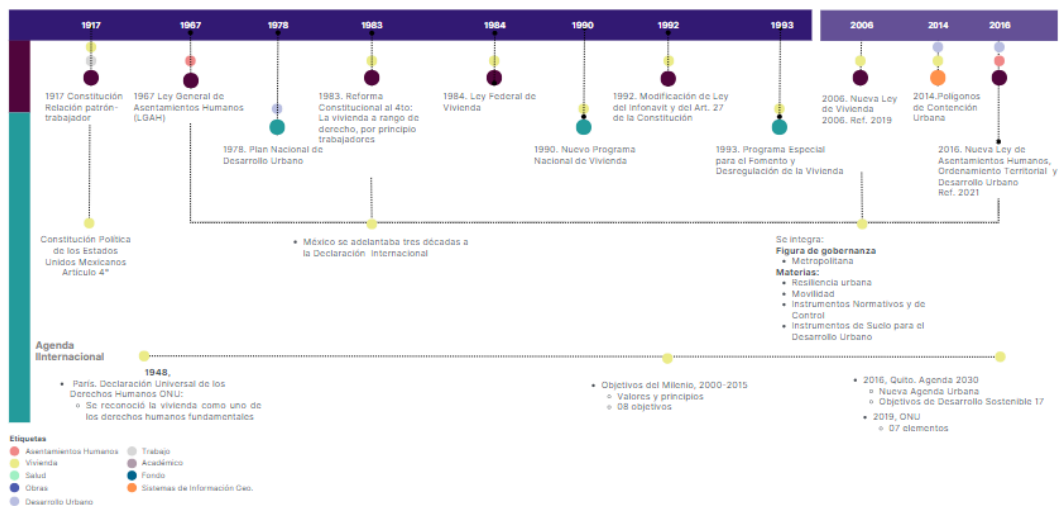 1917
1967
1978
1983
1984
1990
1992
1993
2006
2014
2016
1917 Constitución
Relación patrón-
trabajador
1967 Ley General de
Asentamientos Humanos
(LGAH)
1978. Plan Nacional de
Desarrollo Urbano
1983. Reforma
Constitucional al 4to:
La vivienda a rango de
derecho, por principio
trabajadores
1984. Ley Federal de
Vivienda
1990. Nuevo Programa
Nacional de Vivienda
1992. Modificación de Ley
del Infonavit y del Art. 27
de la Constitución
1993. Programa Especial
para el Fomento y
Desregulación de la Vivienda
2006. Nueva Ley
de Vivienda
2006. Ref. 2019
2014.Polígonos
de Contención
Urbana
2016. Nueva Ley de
Asentamientos Humanos,
Ordenamiento Territorial y
Desarrollo Urbano
Ref. 2021
Constitución Política
de los Estados
Unidos Mexicanos
Artículo 4°
• México se adelantaba tres décadas a
la Declaración Internacional
Se integra:
Figura de gobernanza
• Metropolitana
Materias:
• Resiliencia urbana
• Movilidad
• Instrumentos Normativos y de
Control
• Instrumentos de Suelo para el
Desarrollo Urbano
Agenda
IInternacional
1948,
• París. Declaración Universal de los
Derechos Humanos ONU:
◦ Se reconoció la vivienda como uno de
los derechos humanos fundamentales
• Objetivos del Milenio, 2000-2015
◦ Valores y principios
◦ 08 objetivos
• 2016, Quito. Agenda 2030
◦ Nueva Agenda Urbana
◦ Objetivos de Desarrollo Sostenible 17
• 2019, ONU
◦ 07 elementos
Etiquetas
Asentamientos Humanos
Vivienda
Salud
Obras
Desarrollo Urbano
Trabajo
Académico
Fondo
Sistemas de Información Geo.